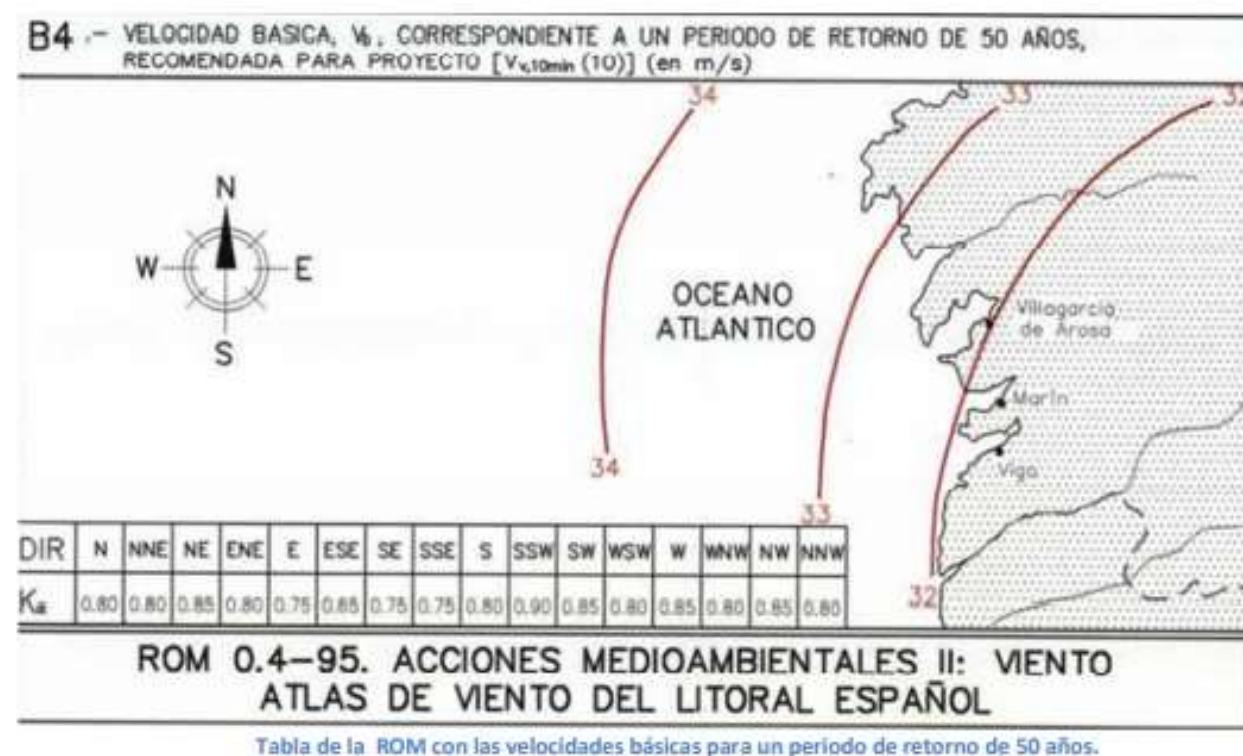 B4 .- VELOCIDAD BASICA, Vb, CORRESPONDIENTE A UN PERIODO DE RETORNO DE 50 AÑOS,
RECOMENDADA PARA PROYECTO [Vv,10min (10)] (en m/s)
34
33
32
N
W
E
S
OCEANO
ATLANTICO
Villagarcía
de Arosa
Marín
Vigo
34
33
32
DIR N NNE NE ENE E ESE SE SSE S SSW SW WSW W WNW NW NNW
0.80 0.80 0.85 0.80 0.75 0.65 0.75 0.75 0.80 0.90 0.85 0.80 0.85 0.80 0.85 0.80
ROM 0.4-95. ACCIONES MEDIOAMBIENTALES II: VIENTO
ATLAS DE VIENTO DEL LITORAL ESPAÑOL
Tabla de la ROM con las velocidades básicas para un periodo de retorno de 50 años.